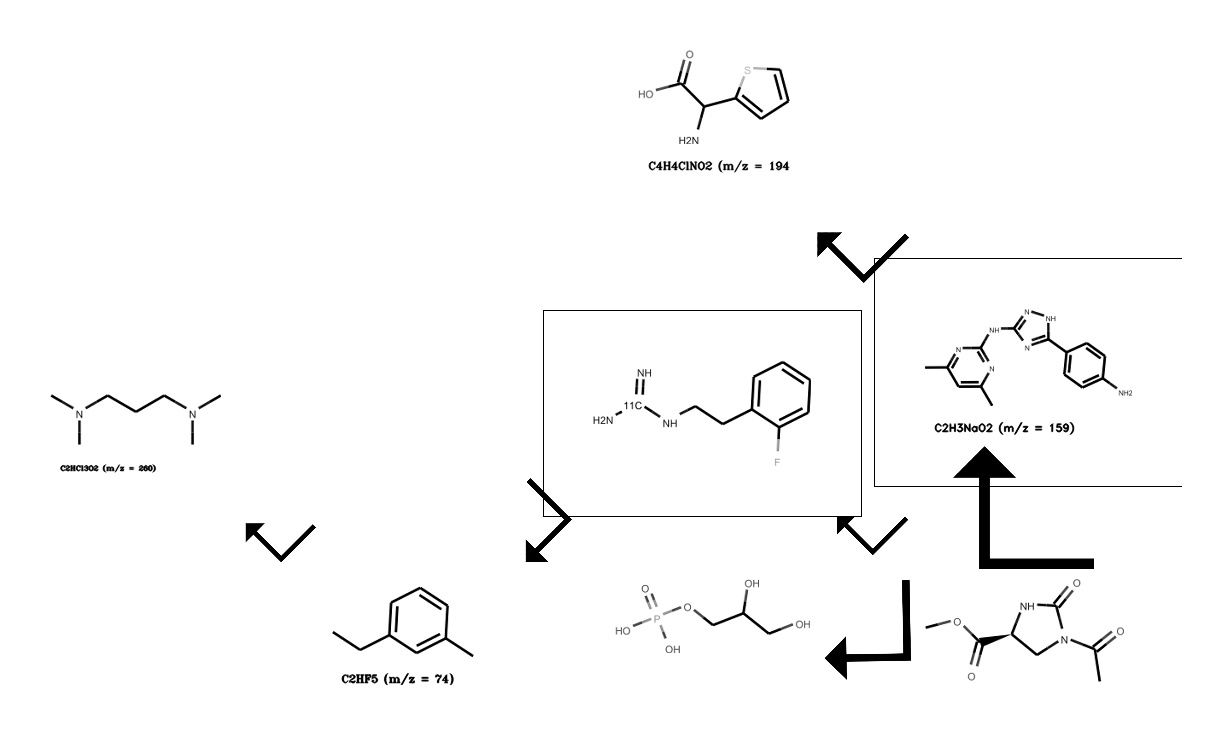 O
S
HO
H2N
C4H4ClNO2 (m/z = 194
N
NH
NH
N
N
N
N
NH2
C2H3NaO2 (m/z = 159)
NH
11C
H2N
NH
F
N
N
C2HCl3O2 (m/z = 260)
C2HF5 (m/z = 74)
O
OH
O
P
HO
OH
OH
O
NH
O
N
O
O